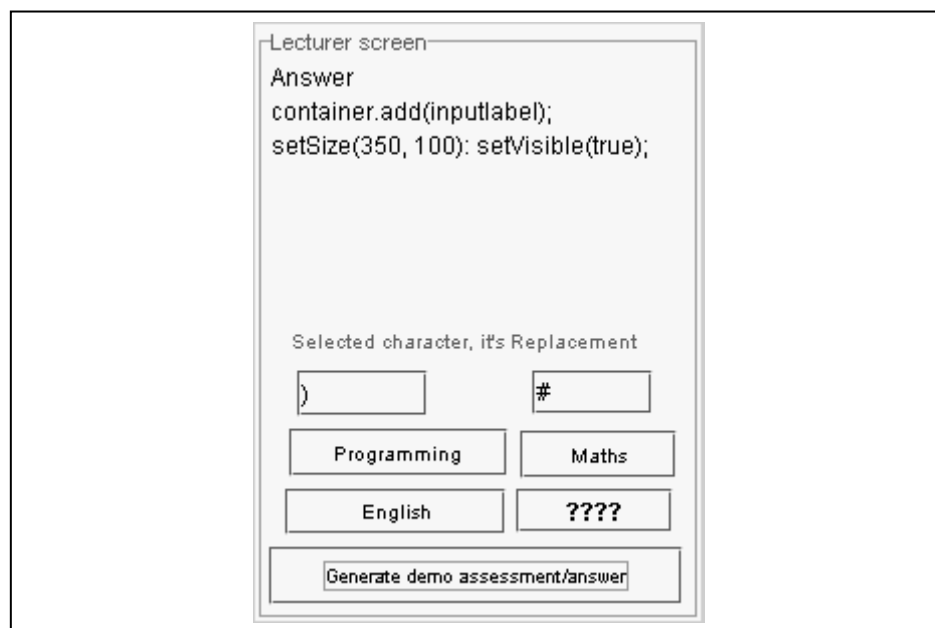 Lecturer screen
Answer
container.add(inputlabel);
setSize(350, 100): setVisible(true);
Selected character, it's Replacement
) #
Programming Maths
English ????
Generate demo assessment/answer